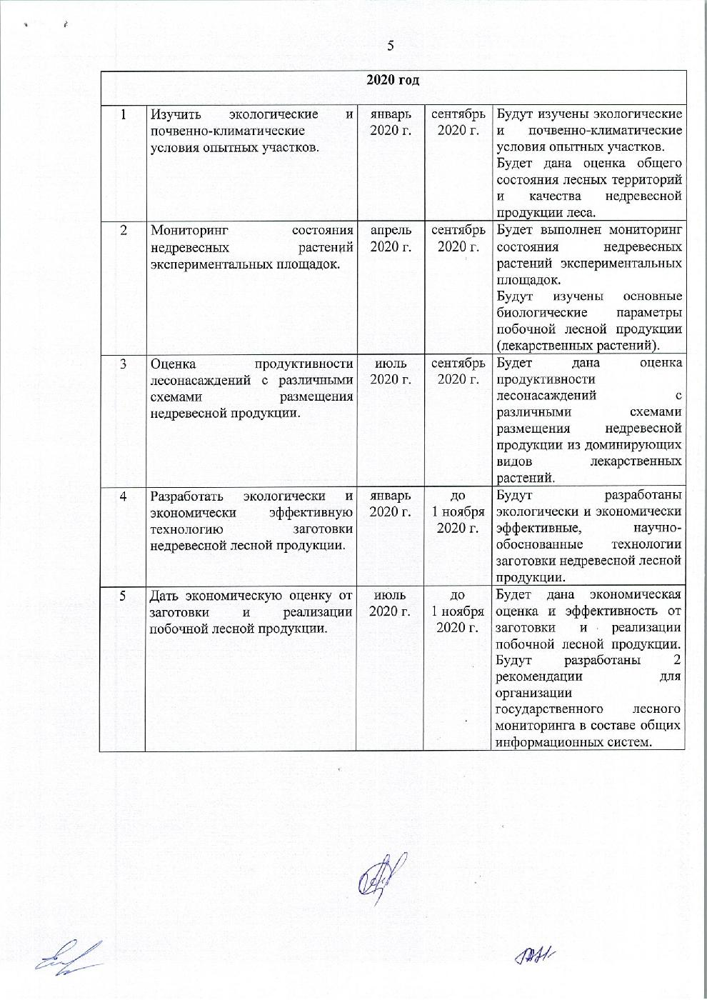 5
2020 год
1
Изучить экологические и
почвенно-климатические
условия опытных участков.
январь
2020 г.
сентябрь
2020 г.
Будут изучены экологические
и почвенно-климатические
условия опытных участков.
Будет дана оценка общего
состояния лесных территорий
и качества недревесной
продукции леса.
2
Мониторинг состояния
недревесных растений
экспериментальных площадок.
апрель
2020 г.
сентябрь
2020 г.
Будет выполнен мониторинг
состояния недревесных
растений экспериментальных
площадок.
Будут изучены основные
биологические параметры
побочной лесной продукции
(лекарственных растений).
3
Оценка продуктивности
лесонасаждений с различными
схемами размещения
недревесной продукции.
июль
2020 г.
сентябрь
2020 г.
Будет дана оценка
продуктивности
лесонасаждений с
различными схемами
размещения недревесной
продукции из доминирующих
видов лекарственных
растений.
4
Разработать экологически и
экономически эффективную
технологию заготовки
недревесной лесной продукции.
январь
2020 г.
до
1 ноября
2020 г.
Будут разработаны
экологически и экономически
эффективные, научно-
обоснованные технологии
заготовки недревесной лесной
продукции.
5
Дать экономическую оценку от
заготовки и реализации
побочной лесной продукции.
июль
2020 г.
до
1 ноября
2020 г.
Будет дана экономическая
оценка и эффективность от
заготовки и реализации
побочной лесной продукции.
Будут разработаны 2
рекомендации для
организации
государственного лесного
мониторинга в составе общих
информационных систем.